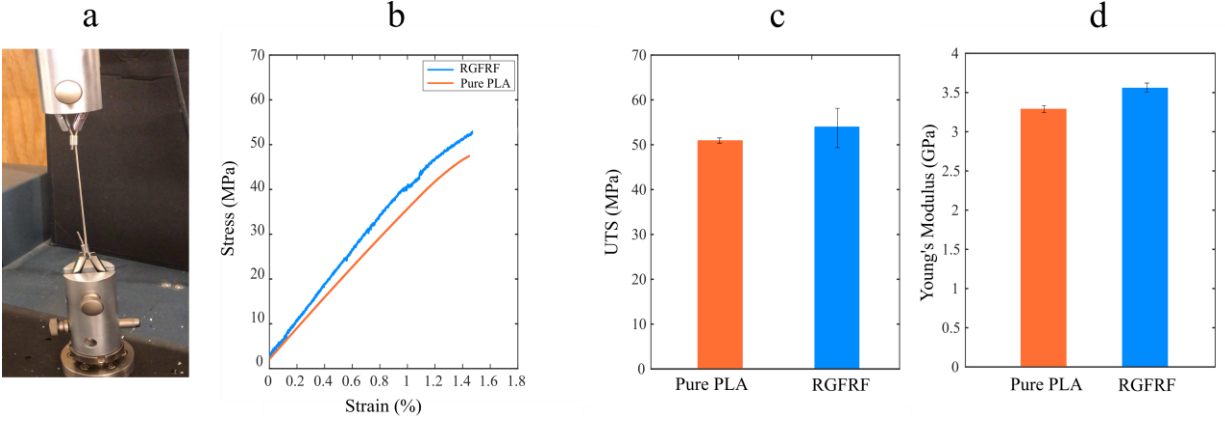 a
b
c
d
70
60
50
40
30
20
10
0
Stress (MPa)
RGFRF
Pure PLA
0 0.2 0.4 0.6 0.8 1 1.2 1.4 1.6 1.8
Strain (%)
70
60
50
40
30
20
10
0
UTS (MPa)
Pure PLA RGFRF
4
3.5
3
2.5
2
1.5
1
0.5
0
Young's Modulus (GPa)
Pure PLA RGFRF